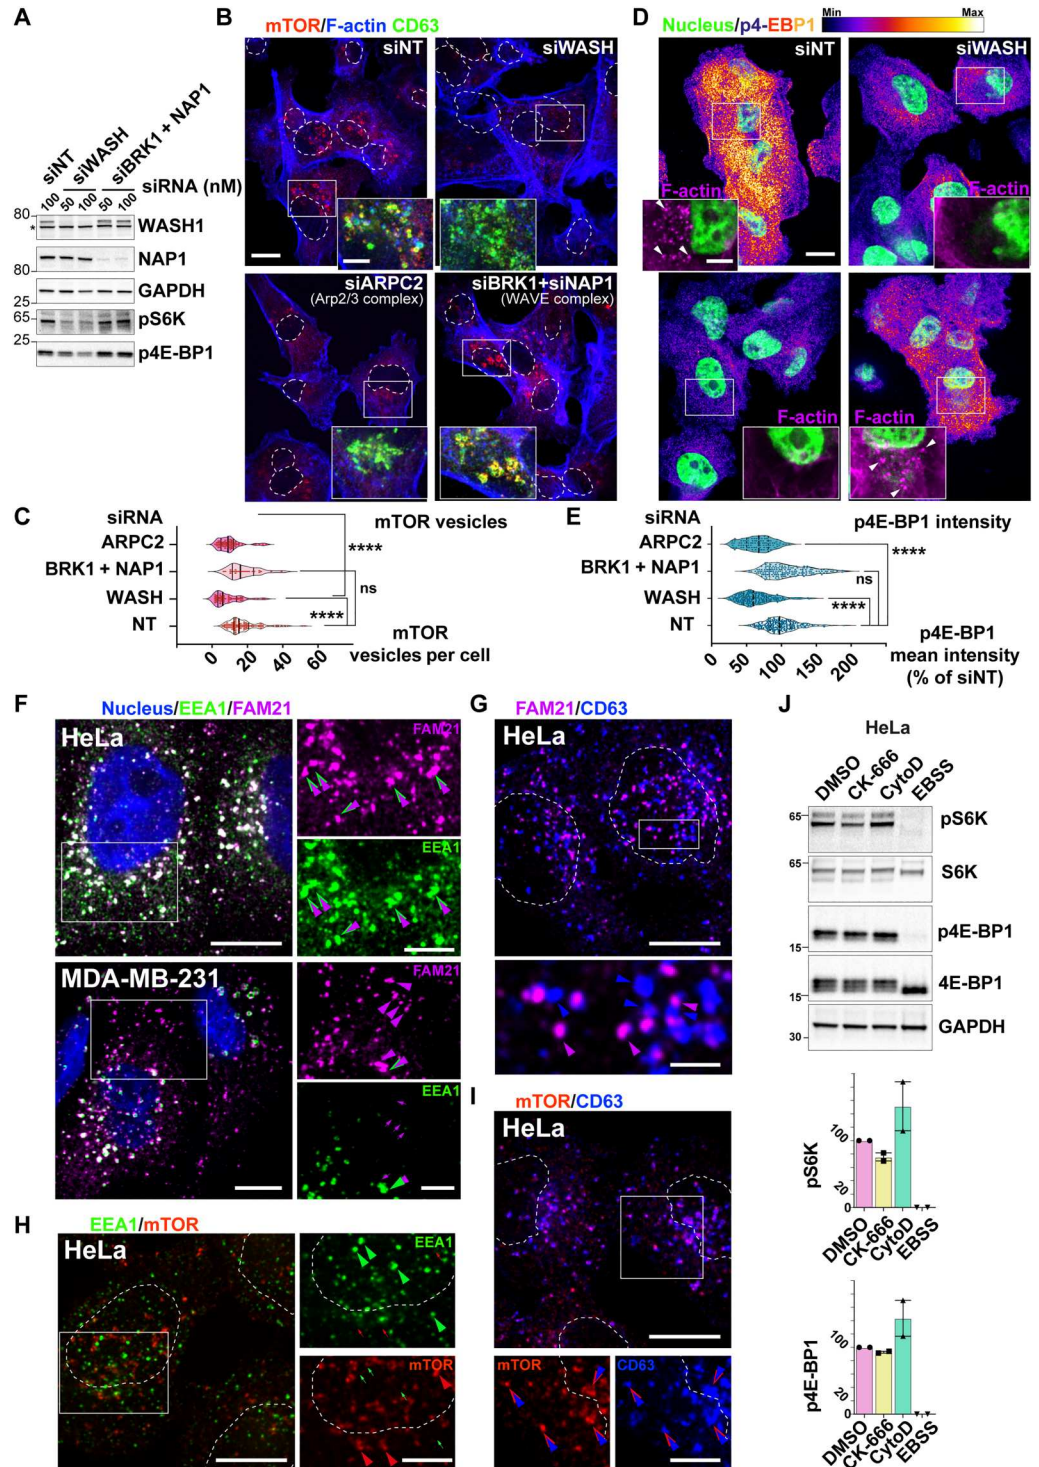 A
siNT
siWASH
siBRK1 + NAP1
siRNA (nM)
100 50 100 50 100
80
*
WASH1
NAP1
80
GAPDH
25
65
pS6K
25
p4E-BP1
B
mTOR/F-actin CD63
siNT
siWASH
siARPC2
(Arp2/3 complex)
siBRK1+siNAP1
(WAVE complex)
C
siRNA
mTOR vesicles
ARPC2
BRK1 + NAP1
WASH
NT
****
ns
****
0 20 40 60
mTOR
vesicles per cell
D
Nucleus/p4-EBP1
Min
Max
siNT
siWASH
F-actin
F-actin
F-actin
F-actin
E
siRNA
p4E-BP1 intensity
ARPC2
BRK1 + NAP1
WASH
NT
****
ns
****
0 50 100 150 200
p4E-BP1
mean intensity
(% of siNT)
F
Nucleus/EEA1/FAM21
HeLa
FAM21
EEA1
MDA-MB-231
FAM21
EEA1
G
FAM21/CD63
HeLa
H
EEA1/mTOR
HeLa
EEA1
mTOR
I
mTOR/CD63
HeLa
mTOR
CD63
J
HeLa
DMSO
CK-666
CytoD
EBSS
65
pS6K
65
S6K
p4E-BP1
15
4E-BP1
15
GAPDH
30
pS6K
100
20
0
DMSO
CK-666
CytoD
EBSS
p4E-BP1
100
20
0
DMSO
CK-666
CytoD
EBSS